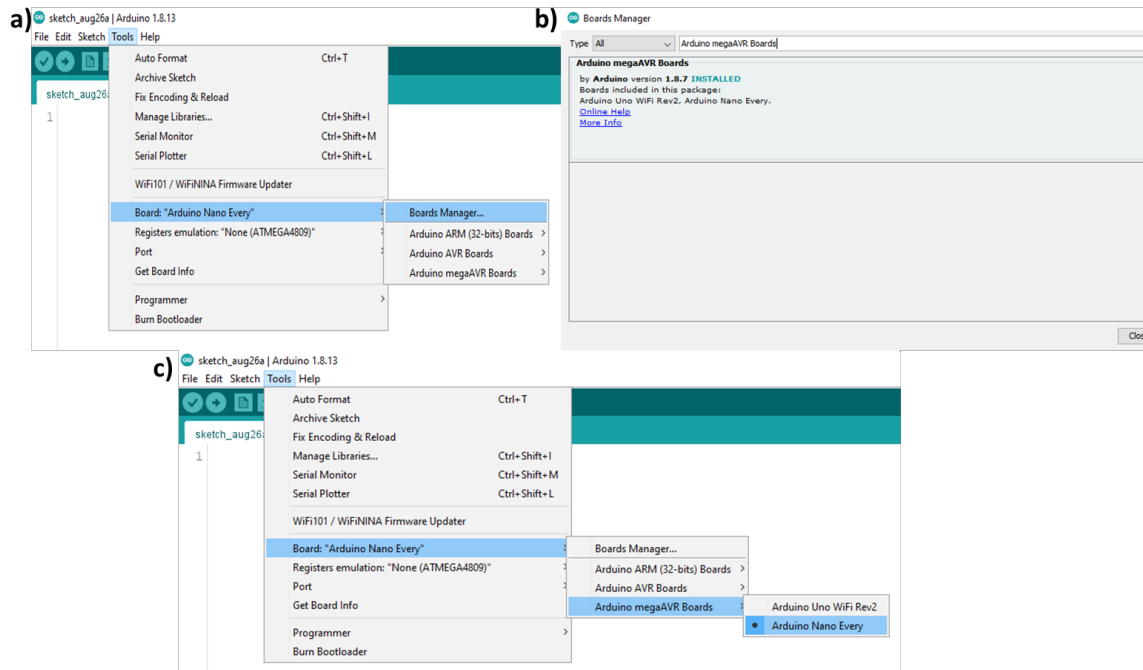 a)
sketch_aug26a | Arduino 1.8.13
File Edit Sketch Tools Help
sketch_aug26a
1
Auto Format Ctrl+T
Archive Sketch
Fix Encoding & Reload
Manage Libraries... Ctrl+Shift+I
Serial Monitor Ctrl+Shift+M
Serial Plotter Ctrl+Shift+L
WiFi101 / WiFiNINA Firmware Updater
Board: "Arduino Nano Every"
Registers emulation: "None (ATMEGA4809)"
Port
Get Board Info
Programmer
Burn Bootloader
Boards Manager...
Arduino ARM (32-bits) Boards
Arduino AVR Boards
Arduino megaAVR Boards
b)
Boards Manager
Type All Arduino megaAVR Boards
Arduino megaAVR Boards
by Arduino version 1.8.7 INSTALLED
Boards included in this package:
Arduino Uno WiFi Rev2, Arduino Nano Every.
Online Help
More Info
Clos
c)
sketch_aug26a | Arduino 1.8.13
File Edit Sketch Tools Help
sketch_aug26a
1
Auto Format Ctrl+T
Archive Sketch
Fix Encoding & Reload
Manage Libraries... Ctrl+Shift+I
Serial Monitor Ctrl+Shift+M
Serial Plotter Ctrl+Shift+L
WiFi101 / WiFiNINA Firmware Updater
Board: "Arduino Nano Every"
Registers emulation: "None (ATMEGA4809)"
Port
Get Board Info
Programmer
Burn Bootloader
Boards Manager...
Arduino ARM (32-bits) Boards
Arduino AVR Boards
Arduino megaAVR Boards
Arduino Uno WiFi Rev2
Arduino Nano Every